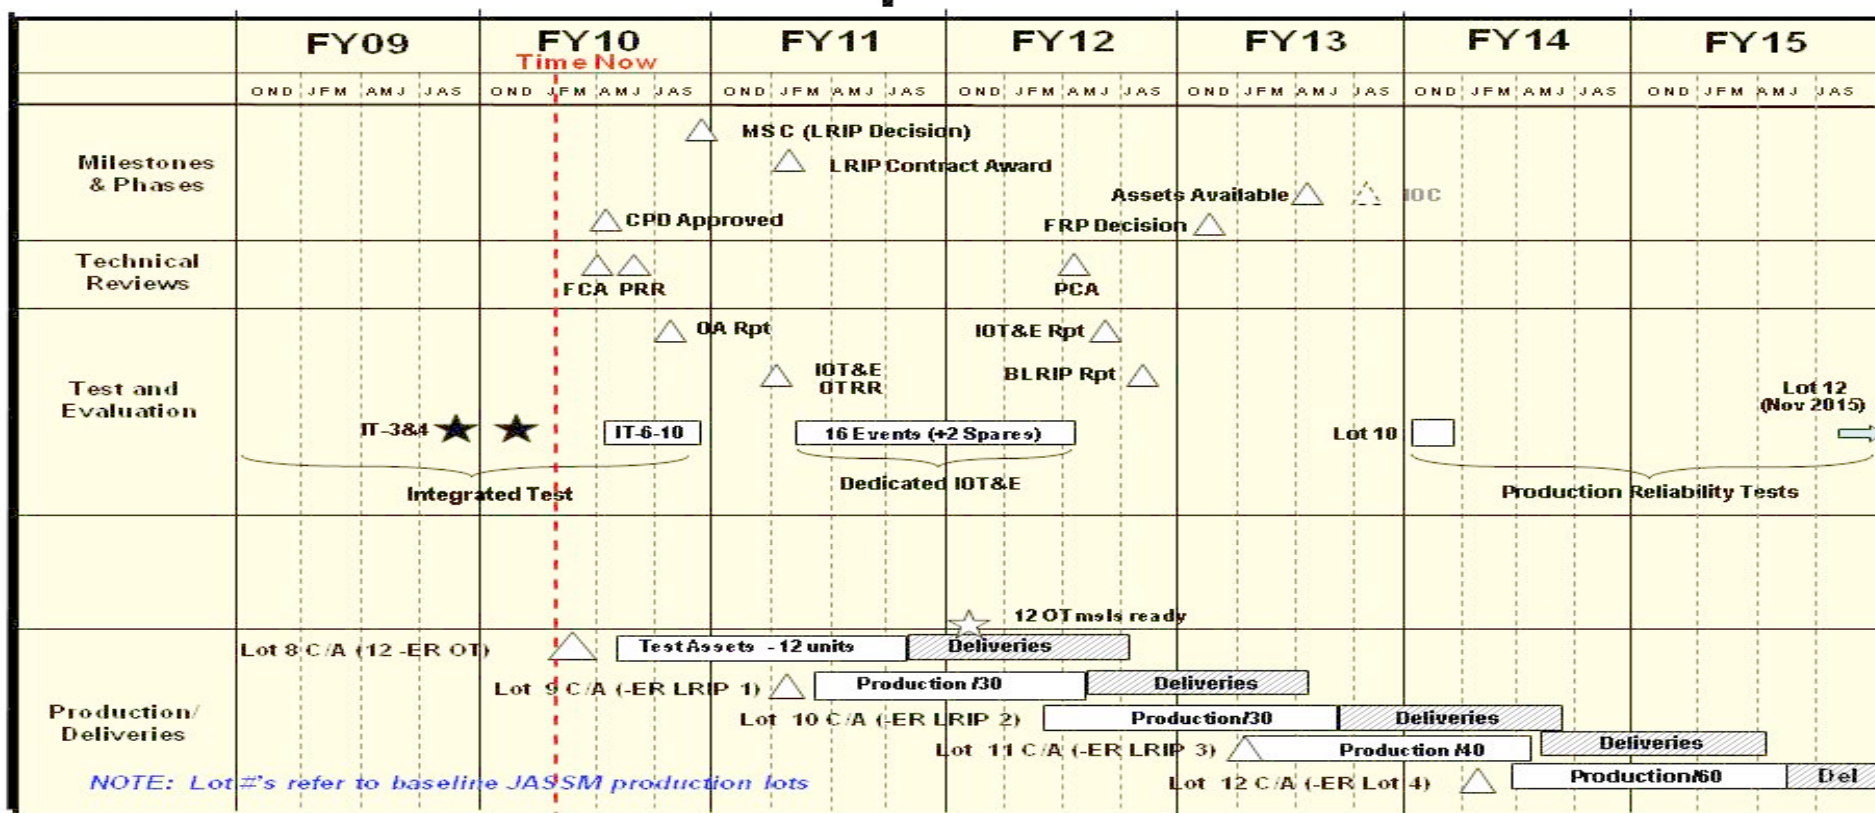 FY09 FY10 FY11 FY12 FY13 FY14 FY15
Time Now
OND JFM AMJ JAS OND JFM AMJ JAS OND JFM AMJ JAS OND JFM AMJ JAS OND JFM AMJ JAS OND JFM AMJ JAS OND JFM AMJ JAS
Milestones
& Phases
MSC (LRIP Decision)
LRIP Contract Award
Assets Available IOC
CPD Approved FRP Decision
Technical
Reviews
FCA PRR PCA
Test and
Evaluation
OA Rpt IOT&E Rpt
IOT&E
OTRR
BLRIP Rpt
Lot 12
(Nov 2015)
IT-3&4 IT-6-10 16 Events (+2 Spares) Lot 10
Integrated Test Dedicated IOT&E Production Reliability Tests
12 OT msls ready
Production/
Deliveries
Lot 8 C/A (12 -ER OT) Test Assets - 12 units Deliveries
Lot 9 C/A (-ER LRIP 1) Production /30 Deliveries
Lot 10 C/A (-ER LRIP 2) Production/30 Deliveries
Lot 11 C/A (-ER LRIP 3) Production /40 Deliveries
Lot 12 C/A (-ER Lot 4) Production/60 Del
NOTE: Lot #'s refer to baseline JASSM production lots